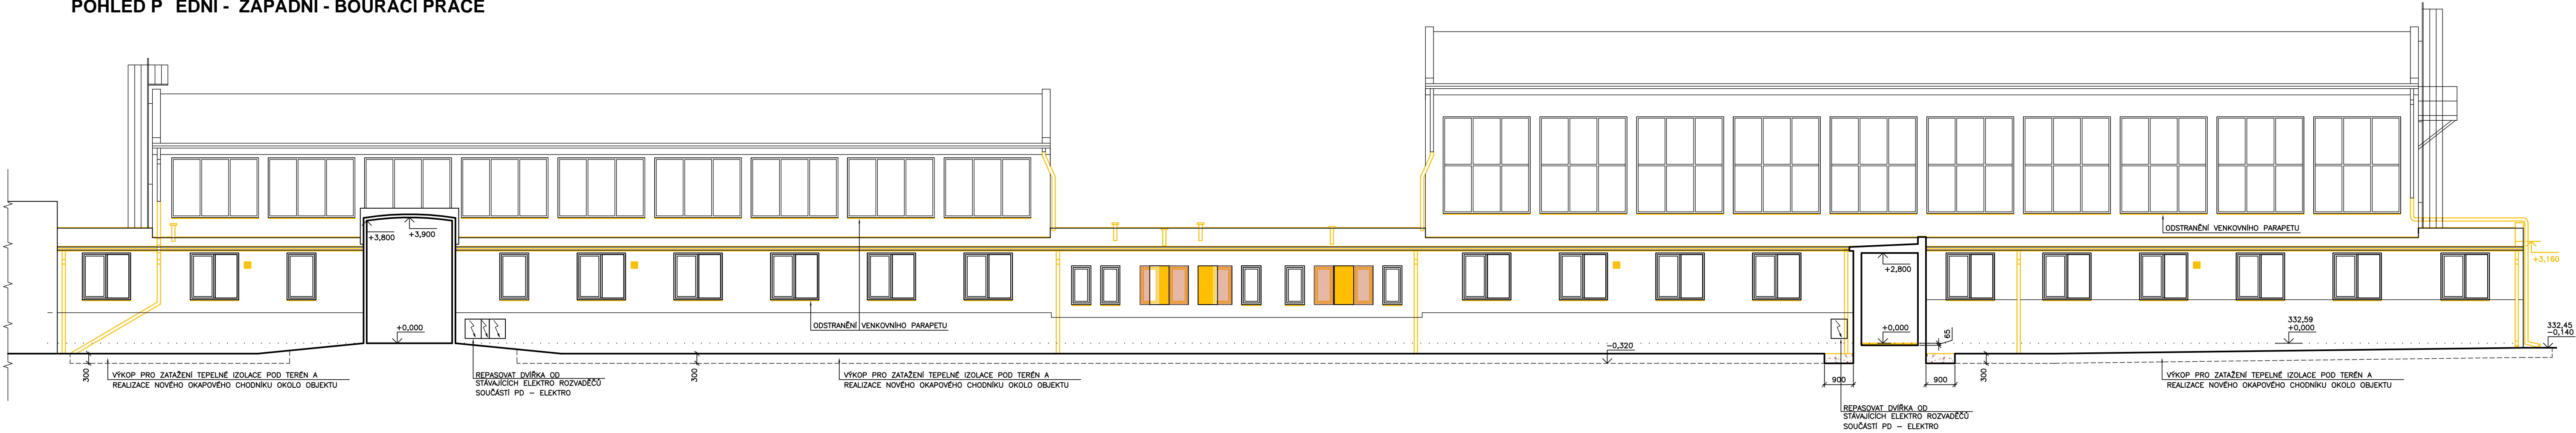 POHLED P EDNÍ - ZÁPADNÍ - BOURACÍ PRÁCE
+3,800
+3,900
ODSTRANĚNÍ VENKOVNÍHO PARAPETU
+2,800
+3,160
ODSTRANĚNÍ VENKOVNÍHO PARAPETU
+0,000
+0,000
65
332,59
+0,000
332,45
-0,140
-0,320
300
VÝKOP PRO ZATAŽENÍ TEPELNÉ IZOLACE POD TERÉN A
REALIZACE NOVÉHO OKAPOVÉHO CHODNÍKU OKOLO OBJEKTU
REPASOVAT DVÍŘKA OD
STÁVAJÍCÍCH ELEKTRO ROZVADĚČŮ
SOUČÁSTÍ PD - ELEKTRO
300
VÝKOP PRO ZATAŽENÍ TEPELNÉ IZOLACE POD TERÉN A
REALIZACE NOVÉHO OKAPOVÉHO CHODNÍKU OKOLO OBJEKTU
900
900
300
VÝKOP PRO ZATAŽENÍ TEPELNÉ IZOLACE POD TERÉN A
REALIZACE NOVÉHO OKAPOVÉHO CHODNÍKU OKOLO OBJEKTU
REPASOVAT DVÍŘKA OD
STÁVAJÍCÍCH ELEKTRO ROZVADĚČŮ
SOUČÁSTÍ PD - ELEKTRO